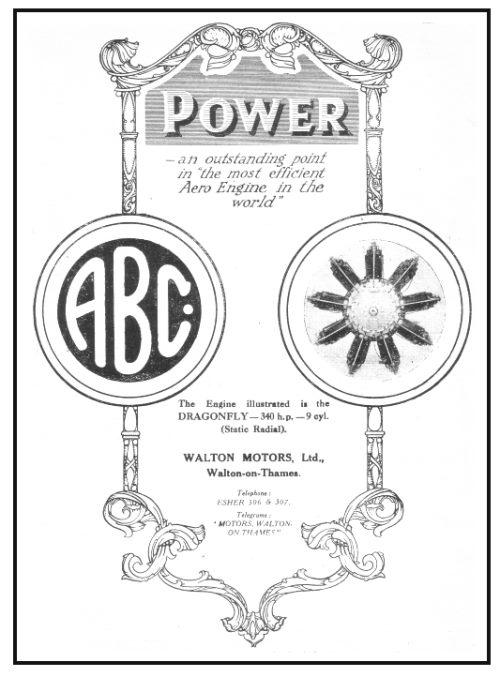 POWER
— an outstanding point
in "the most efficient
Aero Engine in the
world"
ABC.
The Engine illustrated is the
DRAGONFLY — 340 h.p. — 9 cyl.
(Static Radial).
WALTON MOTORS, Ltd.,
Walton-on-Thames.
Telephone:
ESHER 306 & 307.
Telegrams:
"MOTORS, WALTON-
ON THAMES"